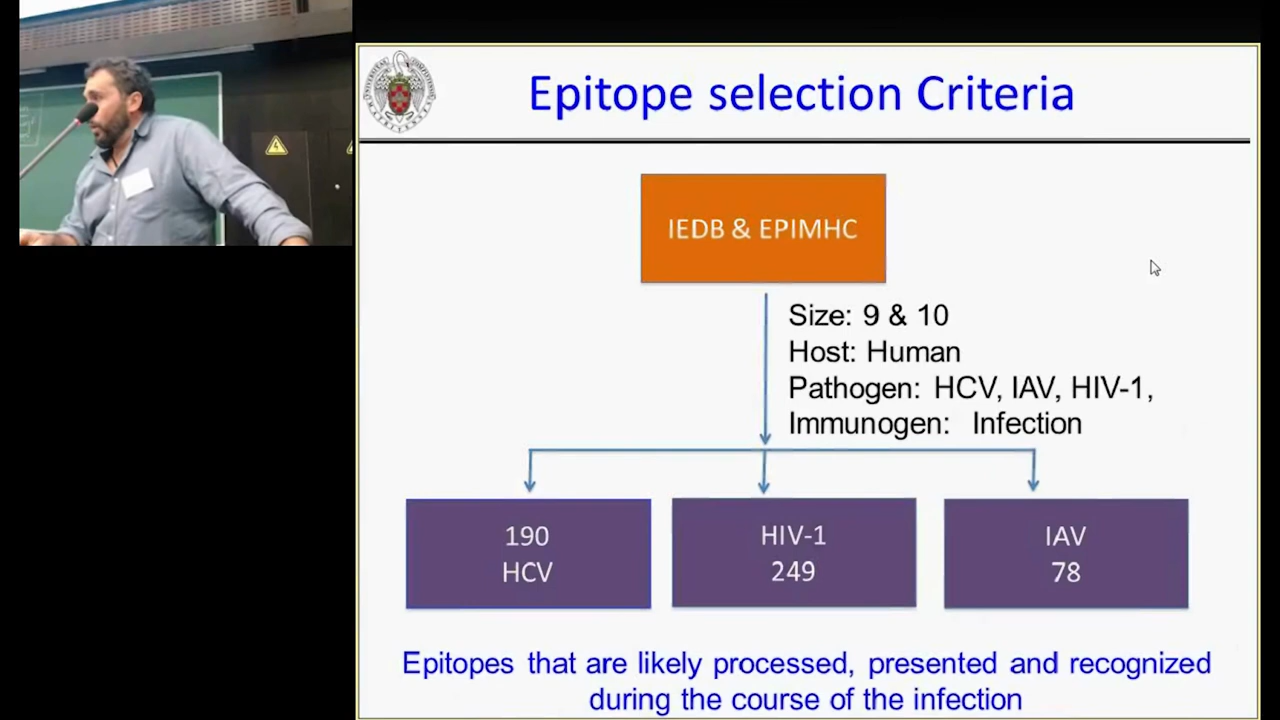 Epitope selection Criteria
IEDB & EPIMHC
Size: 9 & 10
Host: Human
Pathogen: HCV, IAV, HIV-1,
Immunogen: Infection
190
HCV
HIV-1
249
IAV
78
Epitopes that are likely processed, presented and recognized
during the course of the infection